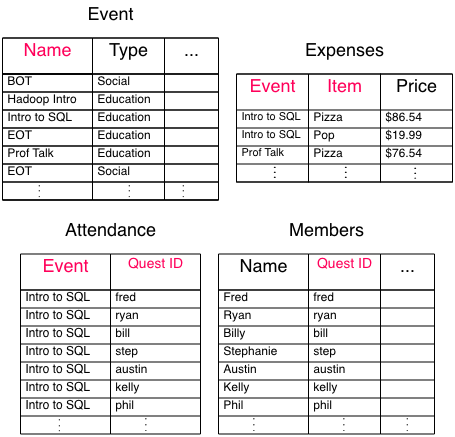 Event
Name Type ...
BOT Social
Hadoop Intro Education
Intro to SQL Education
EOT Education
Prof Talk Education
EOT Social
⋮ ⋮ ⋮
Expenses
Event Item Price
Intro to SQL Pizza $86.54
Intro to SQL Pop $19.99
Prof Talk Pizza $76.54
⋮ ⋮ ⋮
Attendance
Event Quest ID
Intro to SQL fred
Intro to SQL ryan
Intro to SQL bill
Intro to SQL step
Intro to SQL austin
Intro to SQL kelly
Intro to SQL phil
⋮ ⋮
Members
Name Quest ID ...
Fred fred
Ryan ryan
Billy bill
Stephanie step
Austin austin
Kelly kelly
Phil phil
⋮ ⋮ ⋮